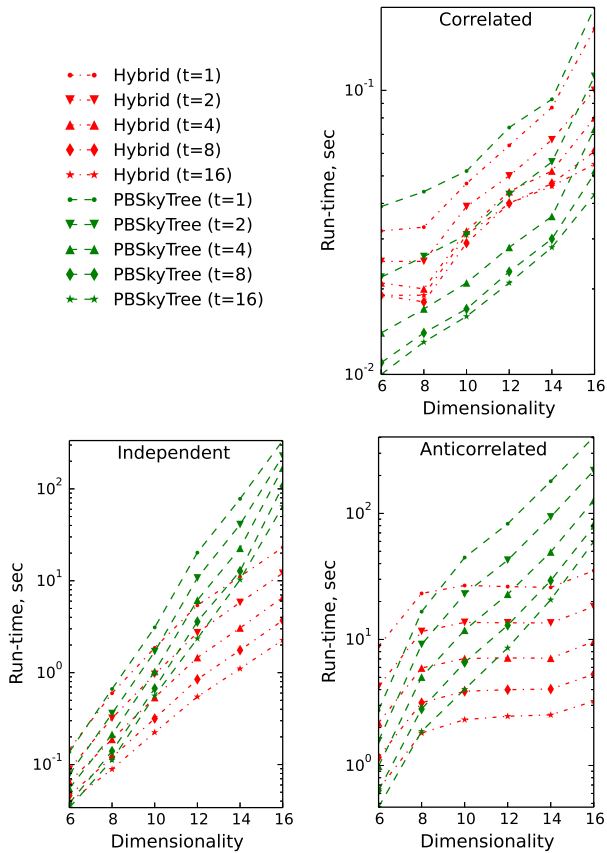 Hybrid (t=1)
Hybrid (t=2)
Hybrid (t=4)
Hybrid (t=8)
Hybrid (t=16)
PBSkyTree (t=1)
PBSkyTree (t=2)
PBSkyTree (t=4)
PBSkyTree (t=8)
PBSkyTree (t=16)
Correlated
Run-time, sec
10⁻¹
10⁻²
6 8 10 12 14 16
Dimensionality
Independent
Run-time, sec
10²
10¹
10⁰
10⁻¹
6 8 10 12 14 16
Dimensionality
Anticorrelated
Run-time, sec
10²
10¹
10⁰
6 8 10 12 14 16
Dimensionality